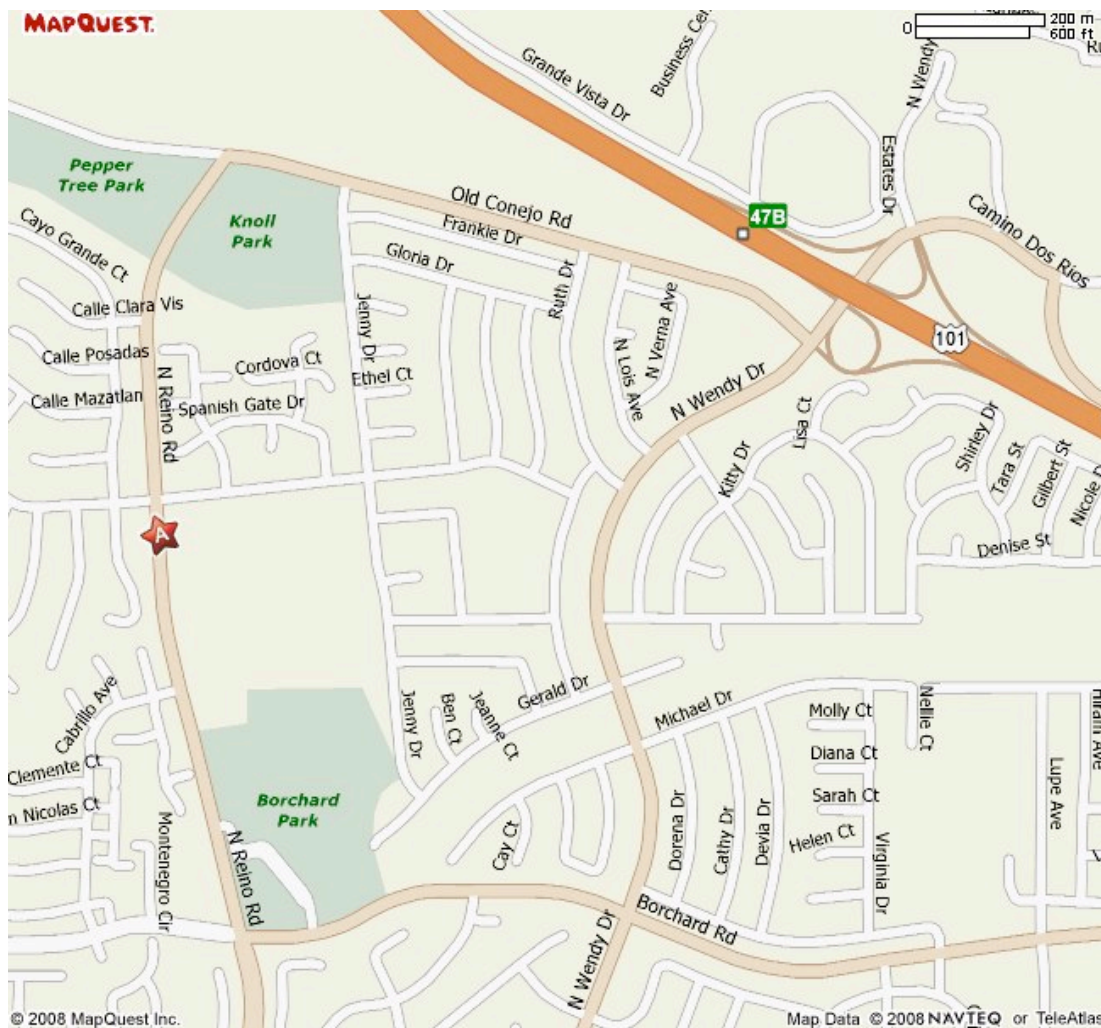 MAPQUEST.
0
200 m
600 ft
Grande Vista Dr
Business Cer
N Wendy
Estates Dr
Camino Dos Rios
Pepper
Tree Park
Knoll
Park
Old Conejo Rd
Frankie Dr
Gloria Dr
47B
101
Cayo Grande Ct
Calle Clara Vis
Calle Posadas
Calle Mazatlan
Cordova Ct
Spanish Gate Dr
N Reino Rd
Jenny Dr
Ethel Ct
Ruth Dr
N Lois Ave
N Verna Ave
N Wendy Dr
Kitty Dr
Lisa Ct
Shirley Dr
Tara St
Gilbert St
Nicole D
Denise St
A
Cabrillo Ave
Clemente Ct
n Nicolas Ct
Montenegro Cir
N Reino Rd
Borchard
Park
Jenny Dr
Ben Ct
Jeanne Ct
Gerald Dr
Michael Dr
Cay Ct
Dorena Dr
Cathy Dr
Devia Dr
Molly Ct
Diana Ct
Sarah Ct
Helen Ct
Virginia Dr
Nellie Ct
Lupe Ave
Hiram Ave
V
Borchard Rd
N Wendy Dr
© 2008 MapQuest Inc.
Map Data © 2008 NAVTEQ or TeleAtlas